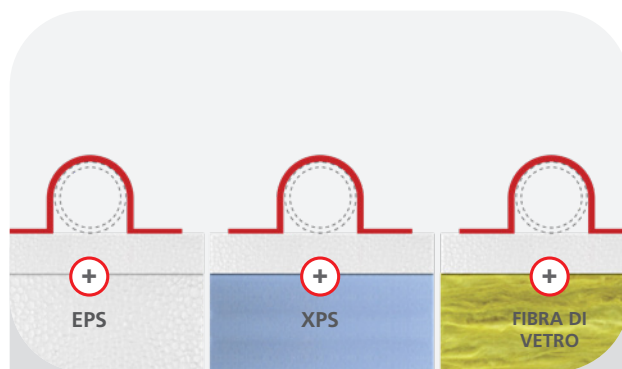 +
+
+
EPS
XPS
FIBRA DI
VETRO